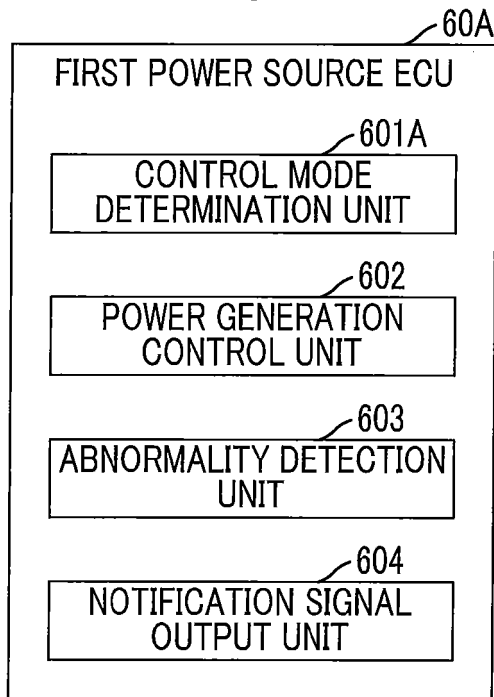 60A
FIRST POWER SOURCE ECU
601A
CONTROL MODE
DETERMINATION UNIT
602
POWER GENERATION
CONTROL UNIT
603
ABNORMALITY DETECTION
UNIT
604
NOTIFICATION SIGNAL
OUTPUT UNIT